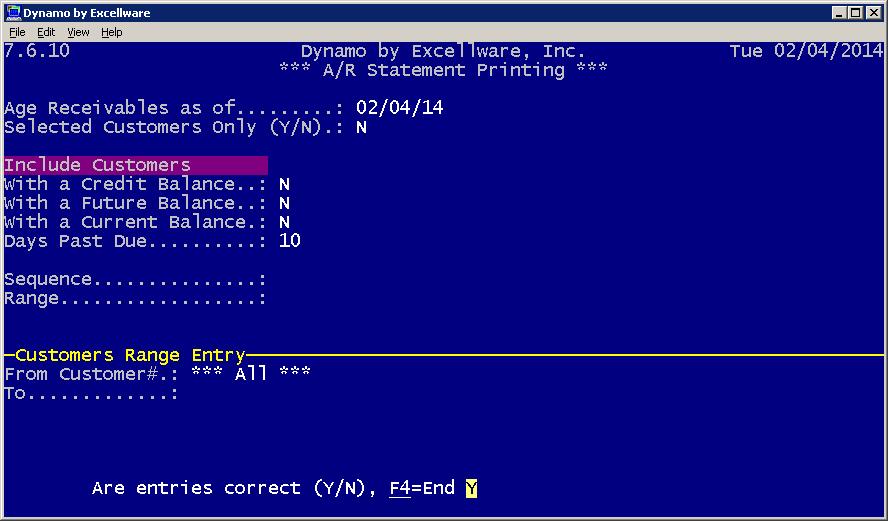 Dynamo by Excellware
File Edit View Help
7.6.10 Dynamo by Excellware, Inc. Tue 02/04/2014
*** A/R Statement Printing ***
Age Receivables as of.........: 02/04/14
Selected Customers Only (Y/N).: N
Include Customers
With a Credit Balance..: N
With a Future Balance..: N
With a Current Balance.: N
Days Past Due..........: 10
Sequence...............:
Range..................:
Customers Range Entry
From Customer#.: *** All ***
To.............:
Are entries correct (Y/N), F4=End Y